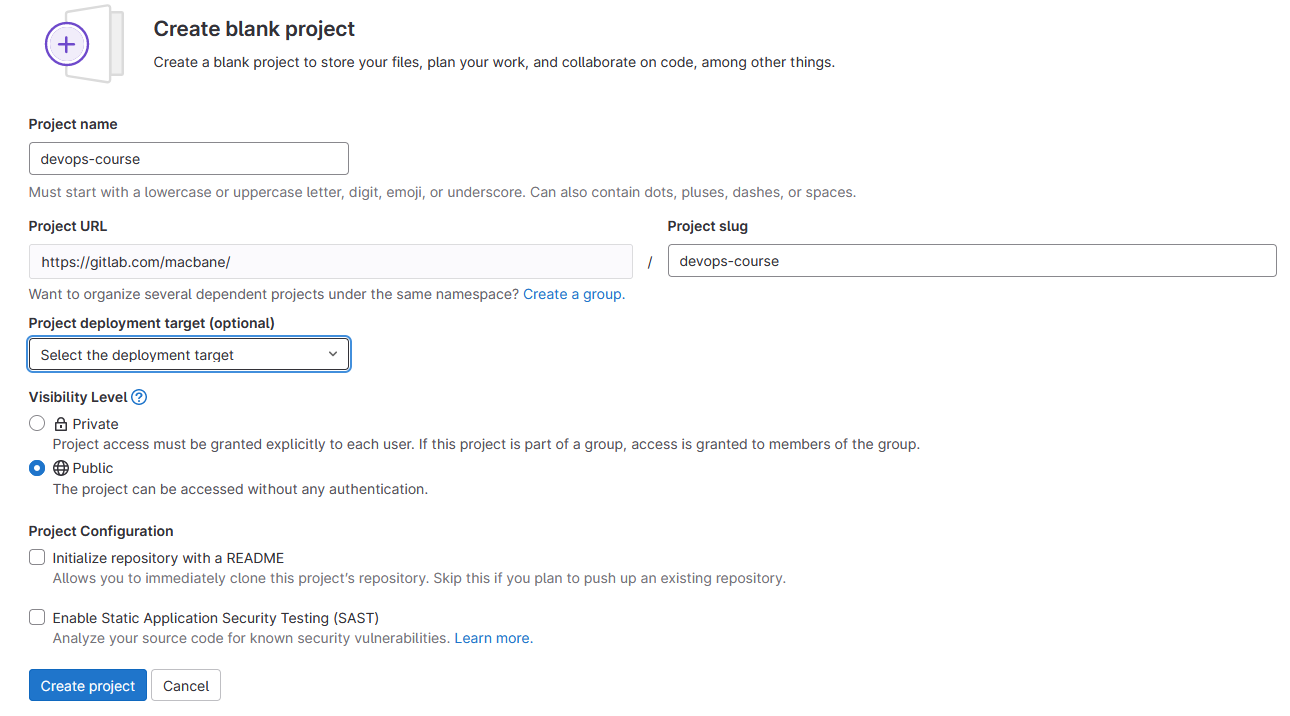 Create blank project
Create a blank project to store your files, plan your work, and collaborate on code, among other things.
Project name
devops-course
Must start with a lowercase or uppercase letter, digit, emoji, or underscore. Can also contain dots, pluses, dashes, or spaces.
Project URL
https://gitlab.com/macbane/
/
Project slug
devops-course
Want to organize several dependent projects under the same namespace? Create a group.
Project deployment target (optional)
Select the deployment target
Visibility Level
Private
Project access must be granted explicitly to each user. If this project is part of a group, access is granted to members of the group.
Public
The project can be accessed without any authentication.
Project Configuration
Initialize repository with a README
Allows you to immediately clone this project's repository. Skip this if you plan to push up an existing repository.
Enable Static Application Security Testing (SAST)
Analyze your source code for known security vulnerabilities. Learn more.
Create project
Cancel